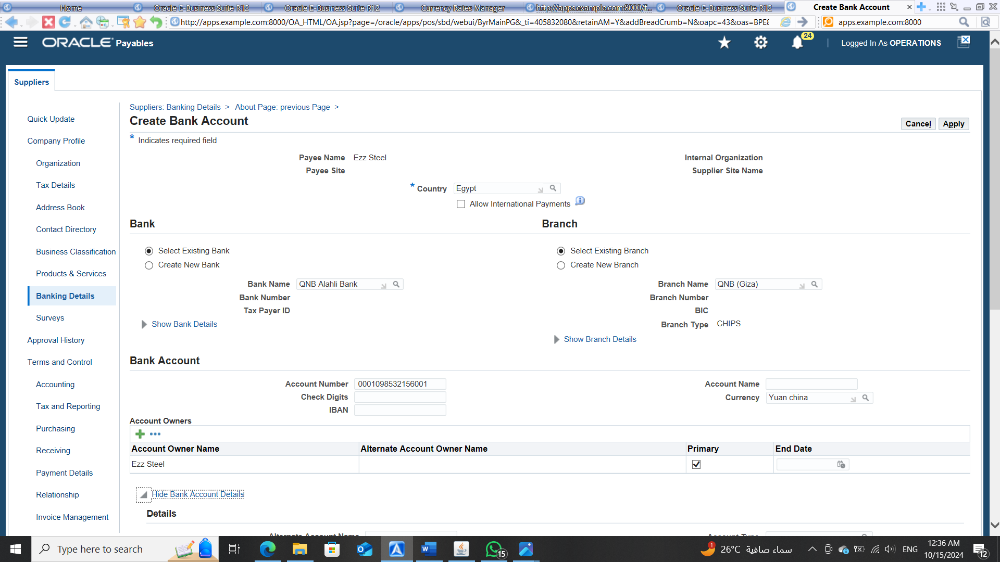 Home
Oracle E-Business Suite R12
Oracle E-Business Suite R12
Currency Rates Manager
http://apps.example.com:8000/f...
Oracle E-Business Suite R12
Create Bank Account
http://apps.example.com:8000/OA_HTML/OA.jsp?page=/oracle/apps/pos/sbd/webui/ByrMainPG&_ti=405832080&retainAM=Y&addBreadCrumb=N&oapc=43&oas=BPE
apps.example.com:8000
ORACLE Payables
24
Logged In As OPERATIONS
Suppliers
Quick Update
Company Profile
Organization
Tax Details
Address Book
Contact Directory
Business Classification
Products & Services
Banking Details
Surveys
Approval History
Terms and Control
Accounting
Tax and Reporting
Purchasing
Receiving
Payment Details
Relationship
Invoice Management
Suppliers: Banking Details > About Page: previous Page >
Create Bank Account
Cancel Apply
* Indicates required field
Payee Name Ezz Steel
Internal Organization
Payee Site
Supplier Site Name
* Country Egypt
Allow International Payments
Bank
Branch
Select Existing Bank
Select Existing Branch
Create New Bank
Create New Branch
Bank Name QNB Alahli Bank
Branch Name QNB (Giza)
Bank Number
Branch Number
Tax Payer ID
BIC
Show Bank Details
Branch Type CHIPS
Show Branch Details
Bank Account
Account Number 0001098532156001
Account Name
Check Digits
Currency Yuan china
IBAN
Account Owners
Account Owner Name Alternate Account Owner Name Primary End Date
Ezz Steel
Hide Bank Account Details
Details
Alternate Account Name
Account Type
Type here to search
15
1
26°C سماء صافية
ENG
12:36 AM
10/15/2024
12